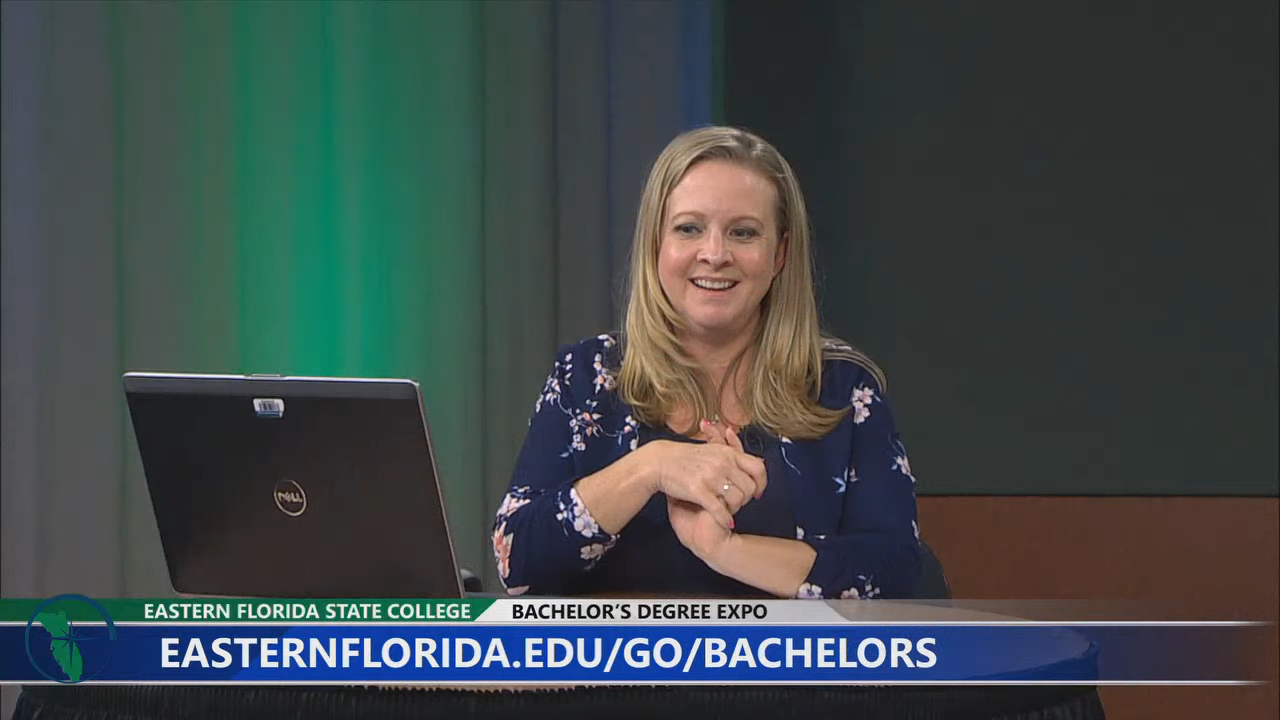 DELL
EASTERN FLORIDA STATE COLLEGE
BACHELOR'S DEGREE EXPO
EASTERNFLORIDA.EDU/GO/BACHELORS